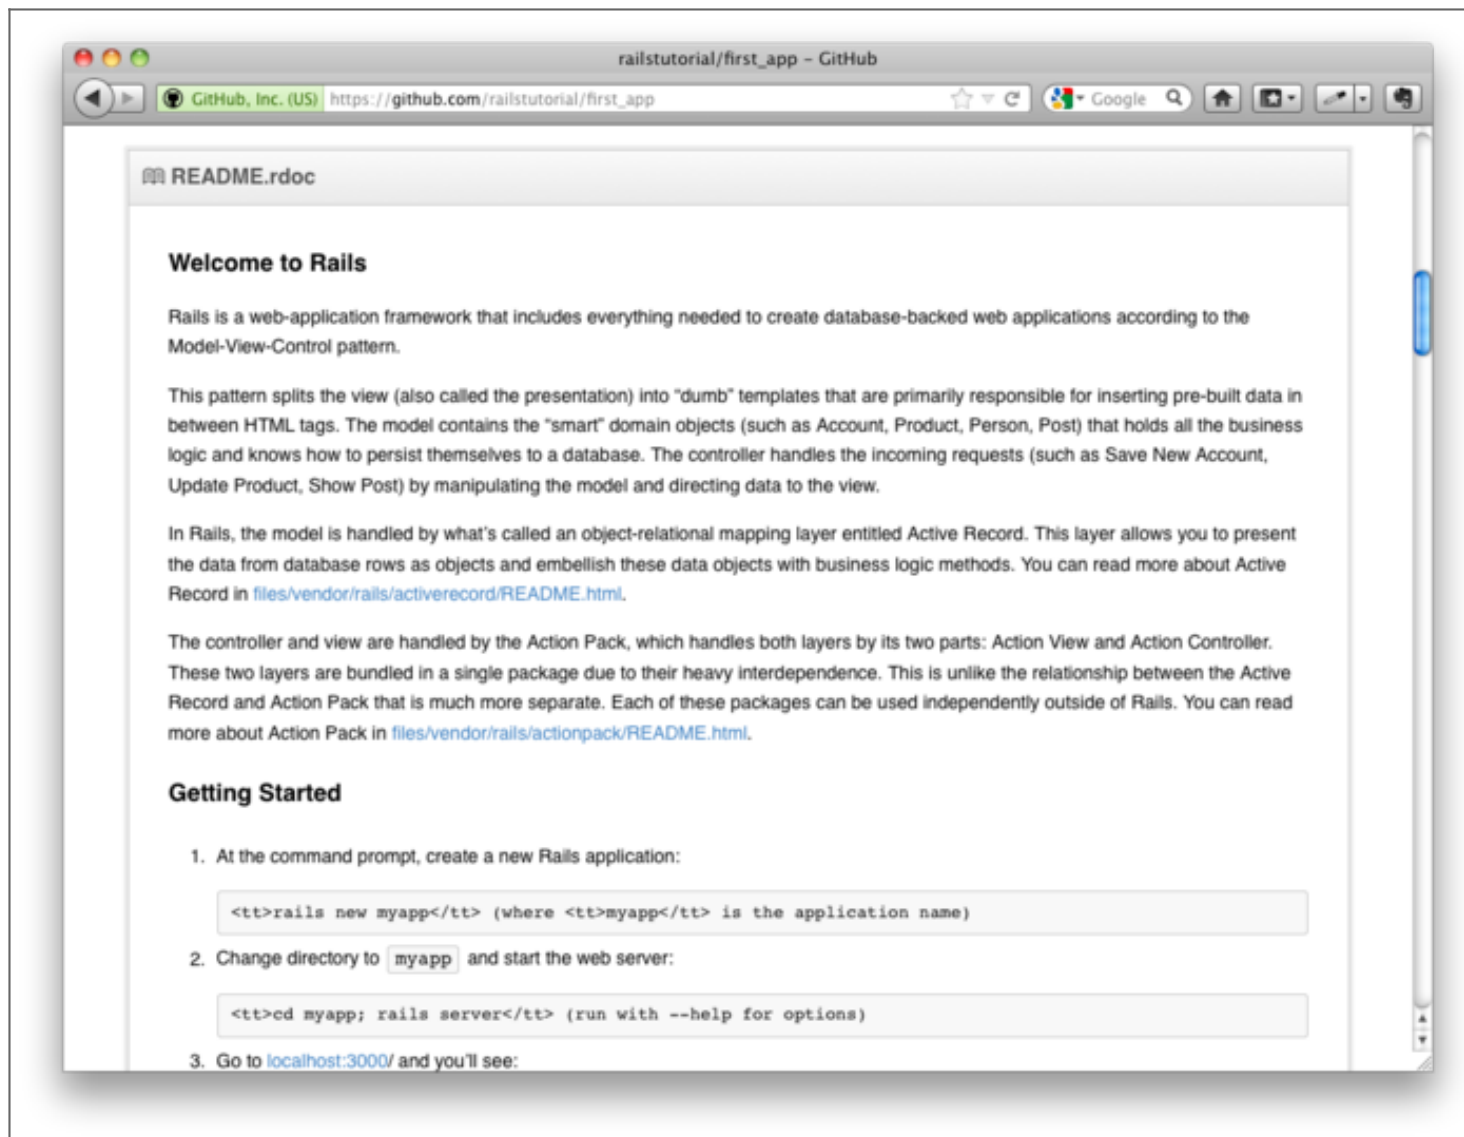 railstutorial/first_app – GitHub
GitHub, Inc. (US) https://github.com/railstutorial/first_app Google
README.rdoc
Welcome to Rails
Rails is a web-application framework that includes everything needed to create database-backed web applications according to the
Model-View-Control pattern.
This pattern splits the view (also called the presentation) into “dumb” templates that are primarily responsible for inserting pre-built data in
between HTML tags. The model contains the “smart” domain objects (such as Account, Product, Person, Post) that holds all the business
logic and knows how to persist themselves to a database. The controller handles the incoming requests (such as Save New Account,
Update Product, Show Post) by manipulating the model and directing data to the view.
In Rails, the model is handled by what’s called an object-relational mapping layer entitled Active Record. This layer allows you to present
the data from database rows as objects and embellish these data objects with business logic methods. You can read more about Active
Record in files/vendor/rails/activerecord/README.html.
The controller and view are handled by the Action Pack, which handles both layers by its two parts: Action View and Action Controller.
These two layers are bundled in a single package due to their heavy interdependence. This is unlike the relationship between the Active
Record and Action Pack that is much more separate. Each of these packages can be used independently outside of Rails. You can read
more about Action Pack in files/vendor/rails/actionpack/README.html.
Getting Started
1. At the command prompt, create a new Rails application:
<tt>rails new myapp</tt> (where <tt>myapp</tt> is the application name)
2. Change directory to myapp and start the web server:
<tt>cd myapp; rails server</tt> (run with --help for options)
3. Go to localhost:3000/ and you’ll see: